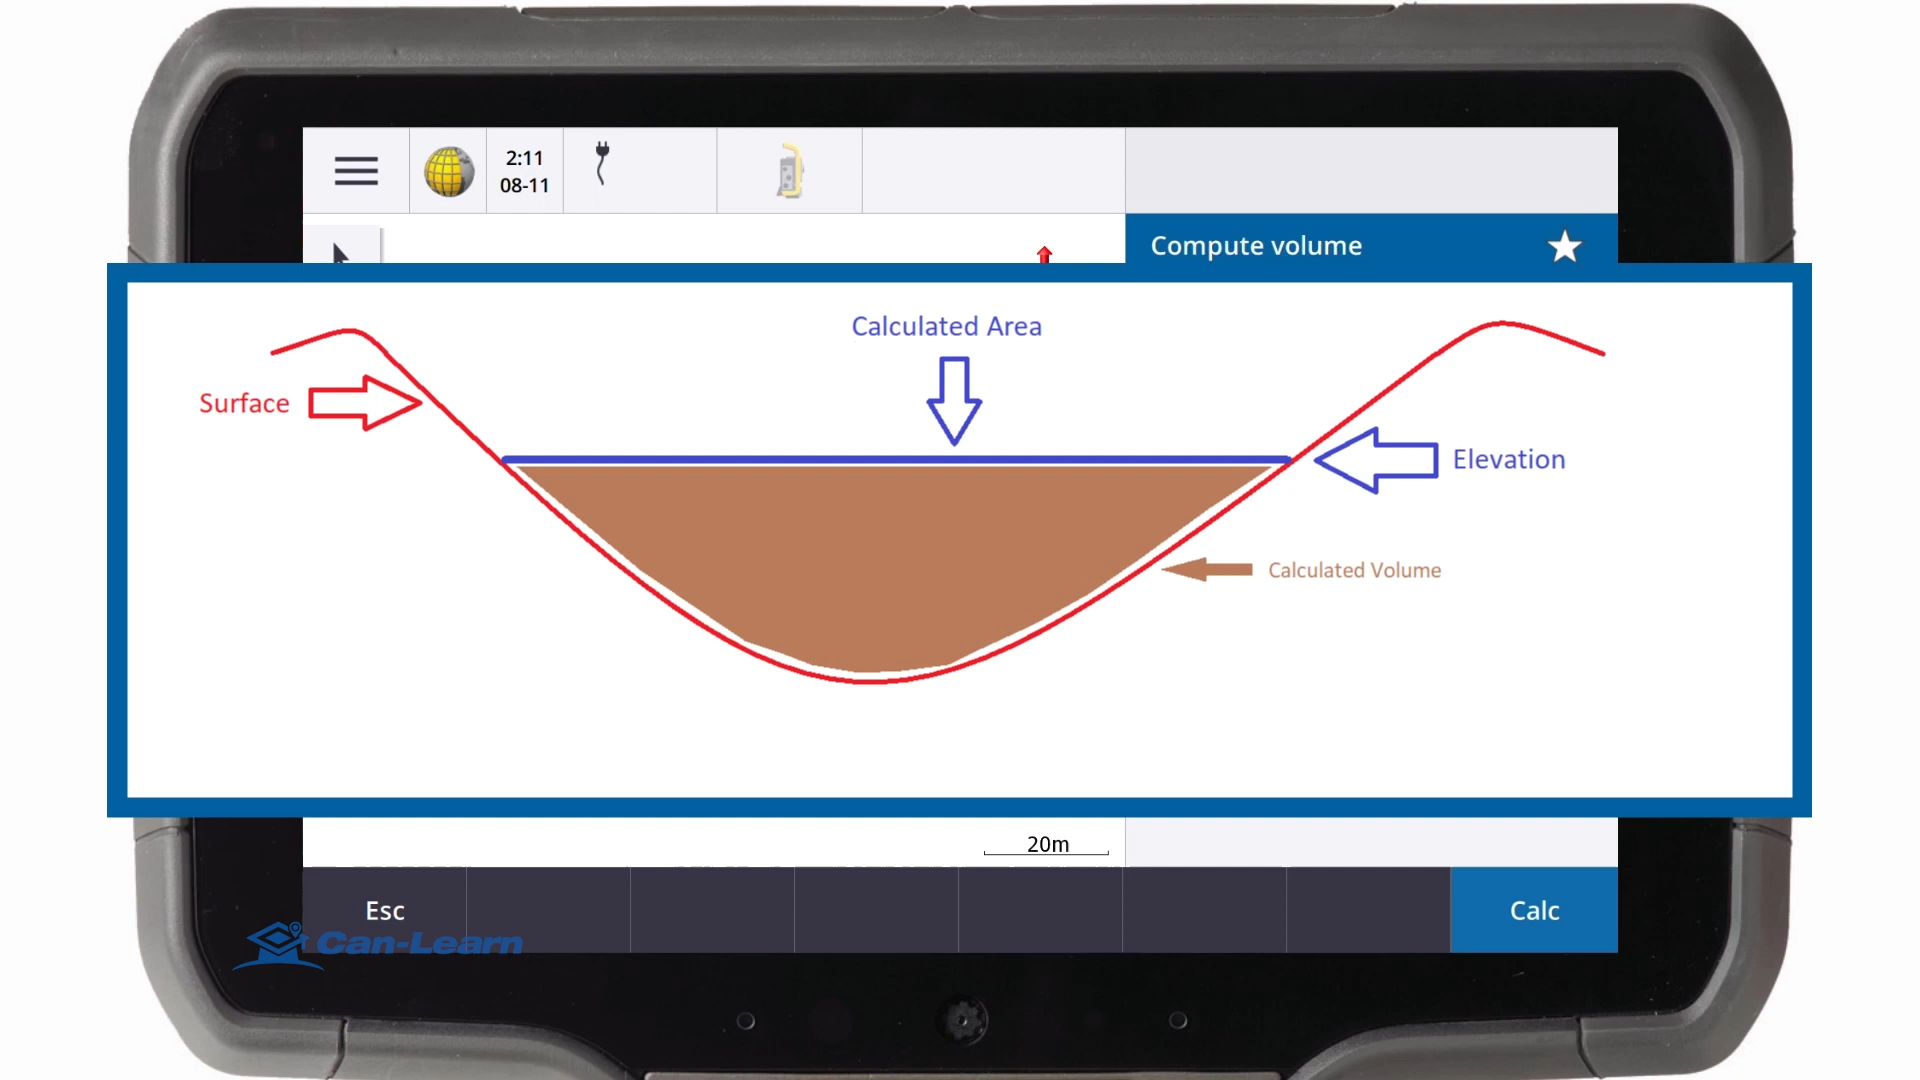 2:11
08-11
Compute volume
Calculated Area
Surface
Elevation
Calculated Volume
20m
Esc
Calc
Can-Learn